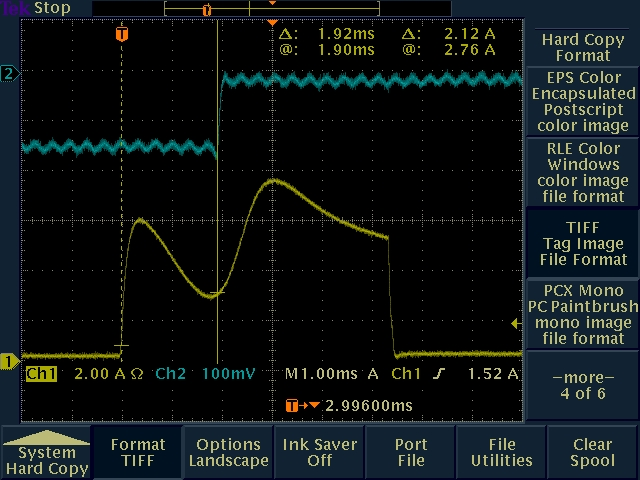 Tek Stop
T
T
Δ: 1.92ms Δ: 2.12 A
@: 1.90ms @: 2.76 A
2
1
Ch1 2.00 A Ω Ch2 100mV M 1.00ms A Ch1 1.52 A
T 2.99600ms
Hard Copy
Format
EPS Color
Encapsulated
Postscript
color image
RLE Color
Windows
color image
file format
TIFF
Tag Image
File Format
PCX Mono
PC Paintbrush
mono image
file format
–more–
4 of 6
System
Hard Copy
Format
TIFF
Options
Landscape
Ink Saver
Off
Port
File
File
Utilities
Clear
Spool